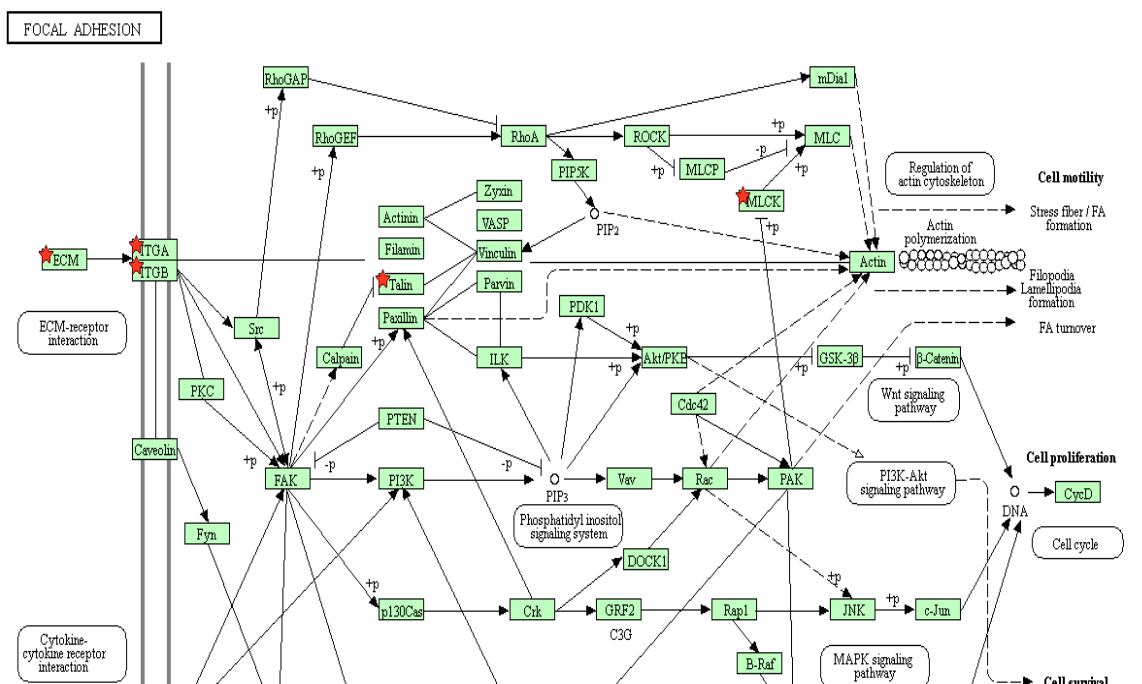 FOCAL ADHESION
RhoGAP
mDia1
+p
RhoGEF
RhoA
ROCK
+p
MLC
-p
+p
PIP5K
+p
MLCP
+p
Regulation of
actin cytoskeleton
Cell motility
Zyxin
MLCK
Actinin
VASP
PIP2
+p
Stress fiber / FA
formation
Actin
polymerization
ITGA
Filamin
Vinculin
ECM
ITGB
Actin
Talin
Parvin
Filopodia
Lamellipodia
formation
PDK1
ECM-receptor
interaction
Src
Paxillin
+p
FA turnover
+p
Calpain
ILK
Akt/PKB
GSK-3β
β-Catenin
+p
+p
+p
PKC
+p
Wnt signaling
pathway
Cdc42
PTEN
Caveolin
+p
-p
-p
Cell proliferation
FAK
PI3K
PIP3
Vav
Rac
PAK
PI3K-Akt
signaling pathway
CycD
DNA
Phosphatidyl inositol
signaling system
Fyn
Cell cycle
DOCK1
+p
+p
+p
p130Cas
Crk
GRF2
Rap1
JNK
c-Jun
C3G
Cytokine-
cytokine receptor
interaction
B-Raf
MAPK signaling
pathway
Cell survival